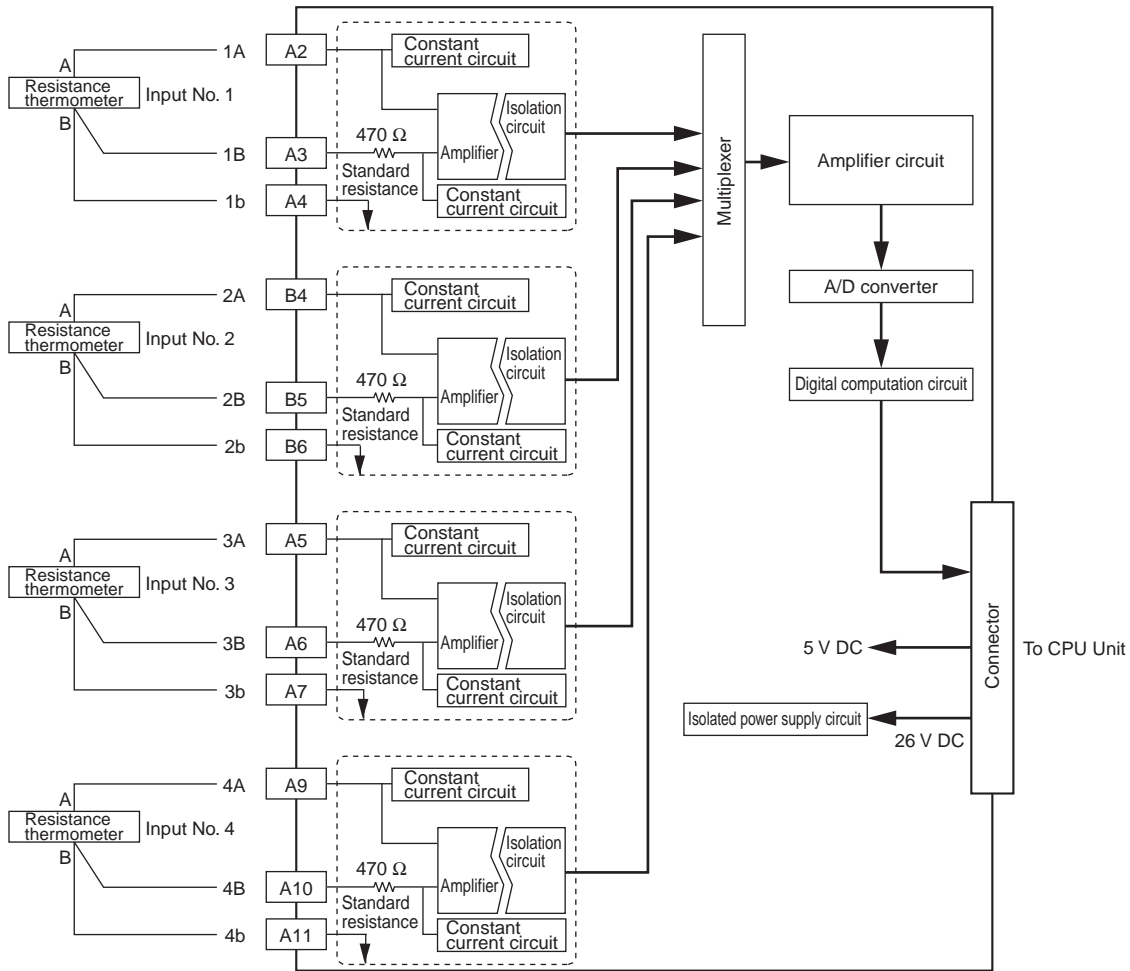 1A
A2
A
Resistance
thermometer
Input No. 1
B
1B
A3
1b
A4
Constant
current circuit
470 Ω
Standard
resistance
Amplifier
Isolation
circuit
Constant
current circuit
2A
B4
A
Resistance
thermometer
Input No. 2
B
2B
B5
2b
B6
Constant
current circuit
470 Ω
Standard
resistance
Amplifier
Isolation
circuit
Constant
current circuit
3A
A5
A
Resistance
thermometer
Input No. 3
B
3B
A6
3b
A7
Constant
current circuit
470 Ω
Standard
resistance
Amplifier
Isolation
circuit
Constant
current circuit
4A
A9
A
Resistance
thermometer
Input No. 4
B
4B
A10
4b
A11
Constant
current circuit
470 Ω
Standard
resistance
Amplifier
Isolation
circuit
Constant
current circuit
Multiplexer
Amplifier circuit
A/D converter
Digital computation circuit
5 V DC
Isolated power supply circuit
26 V DC
Connector
To CPU Unit